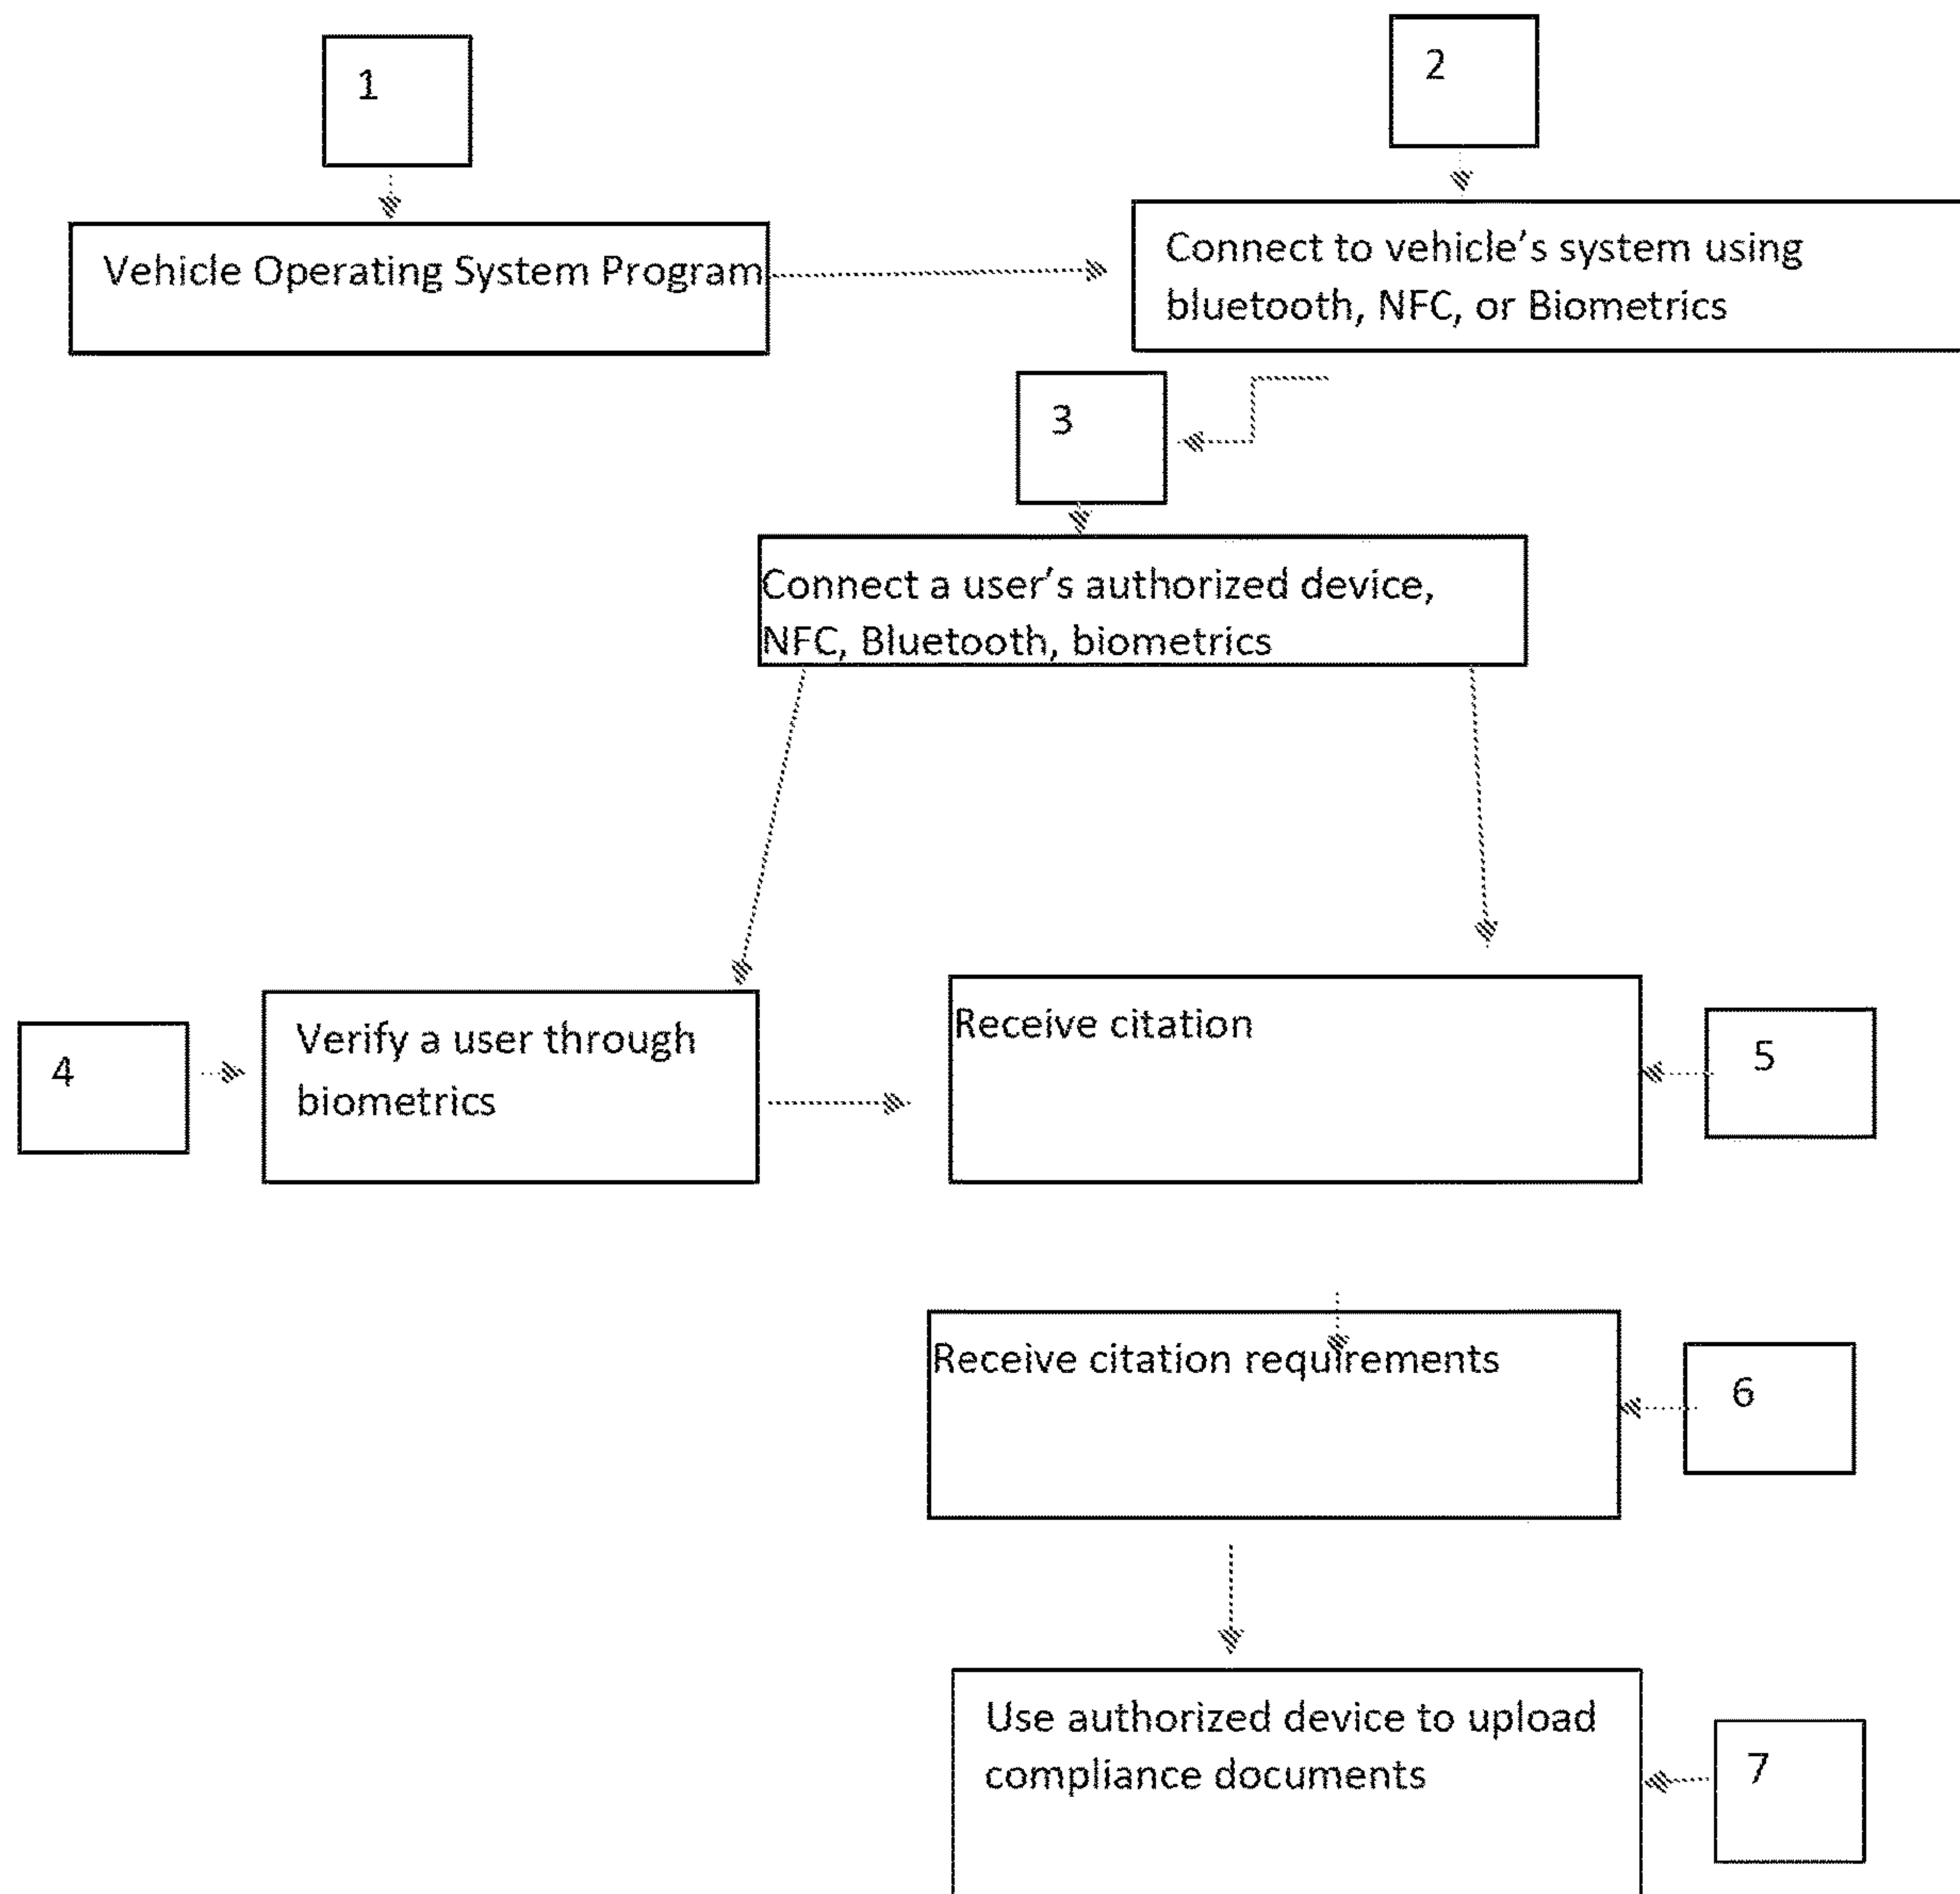 1
2
Vehicle Operating System Program
Connect to vehicle's system using
bluetooth, NFC, or Biometrics
3
Connect a user's authorized device,
NFC, Bluetooth, biometrics
4
Verify a user through
biometrics
Receive citation
5
Receive citation requirements
6
Use authorized device to upload
compliance documents
7